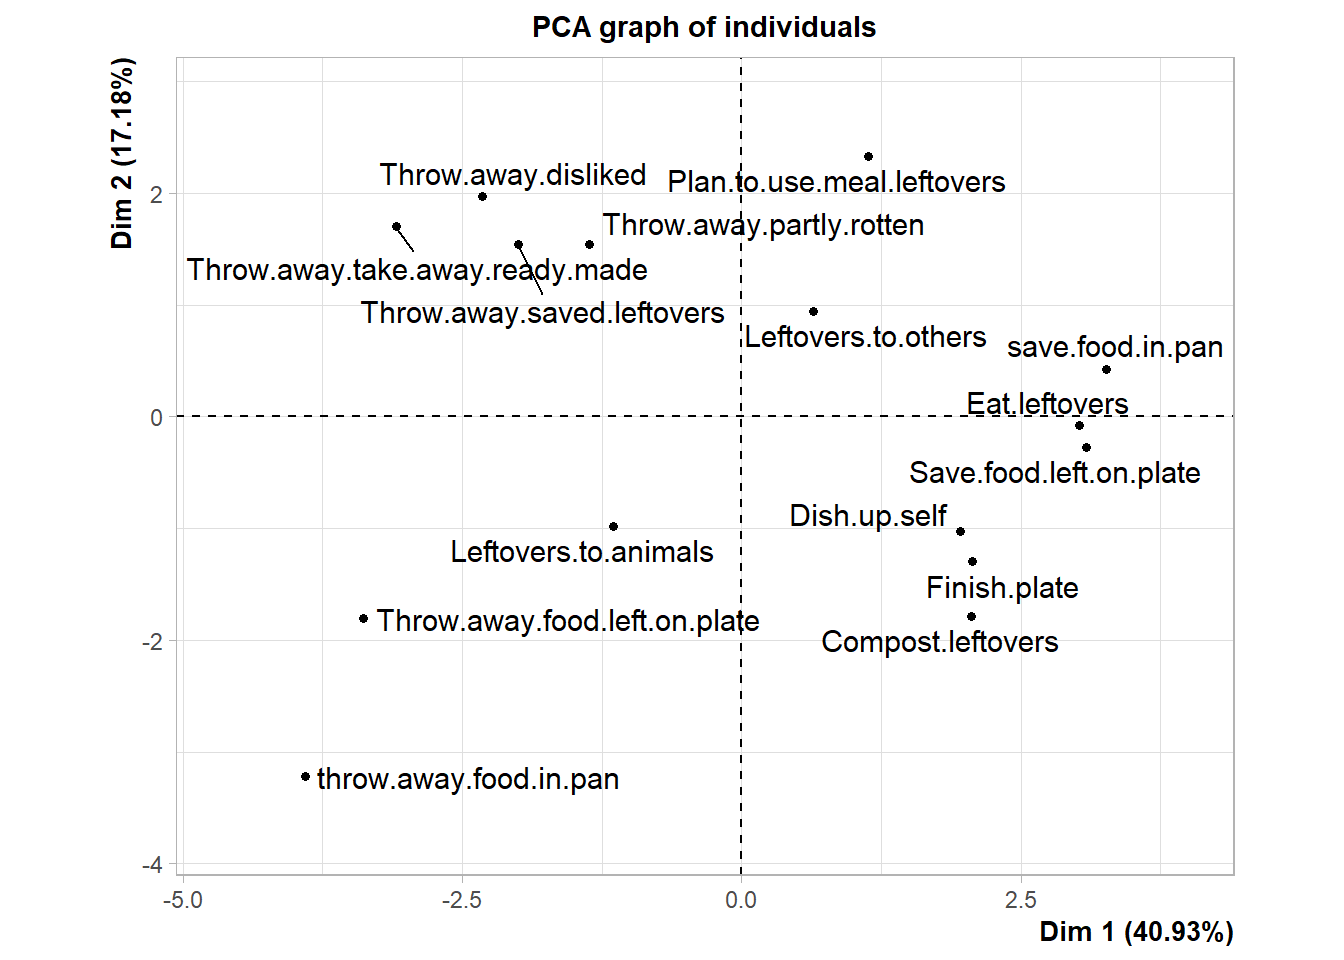 PCA graph of individuals
Dim 2 (17.18%)
Throw.away.disliked
Plan.to.use.meal.leftovers
Throw.away.partly.rotten
Throw.away.take.away.ready.made
Throw.away.saved.leftovers
Leftovers.to.others
save.food.in.pan
Eat.leftovers
Save.food.left.on.plate
Dish.up.self
Leftovers.to.animals
Finish.plate
Throw.away.food.left.on.plate
Compost.leftovers
throw.away.food.in.pan
2
0
-2
-4
-5.0
-2.5
0.0
2.5
Dim 1 (40.93%)